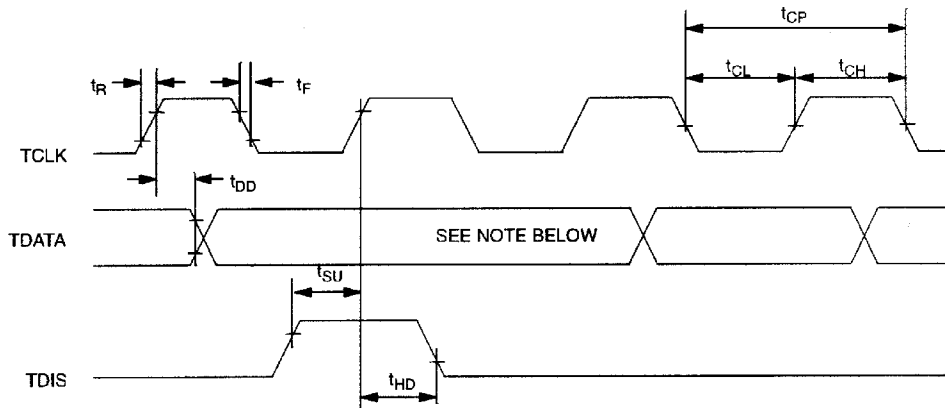 tCP
tCL
tCH
tR
tF
TCLK
tDD
TDATA
SEE NOTE BELOW
tSU
TDIS
tHD